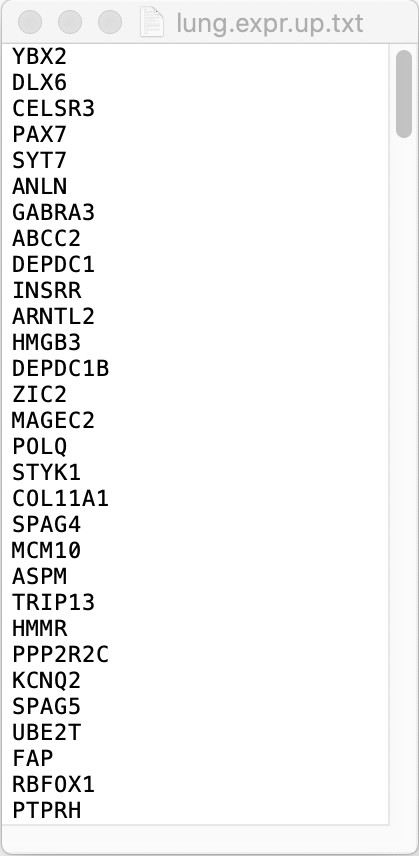 lung.expr.up.txt
YBX2
DLX6
CELSR3
PAX7
SYT7
ANLN
GABRA3
ABCC2
DEPDC1
INSRR
ARNTL2
HMGB3
DEPDC1B
ZIC2
MAGEC2
POLQ
STYK1
COL11A1
SPAG4
MCM10
ASPM
TRIP13
HMMR
PPP2R2C
KCNQ2
SPAG5
UBE2T
FAP
RBFOX1
PTPRH